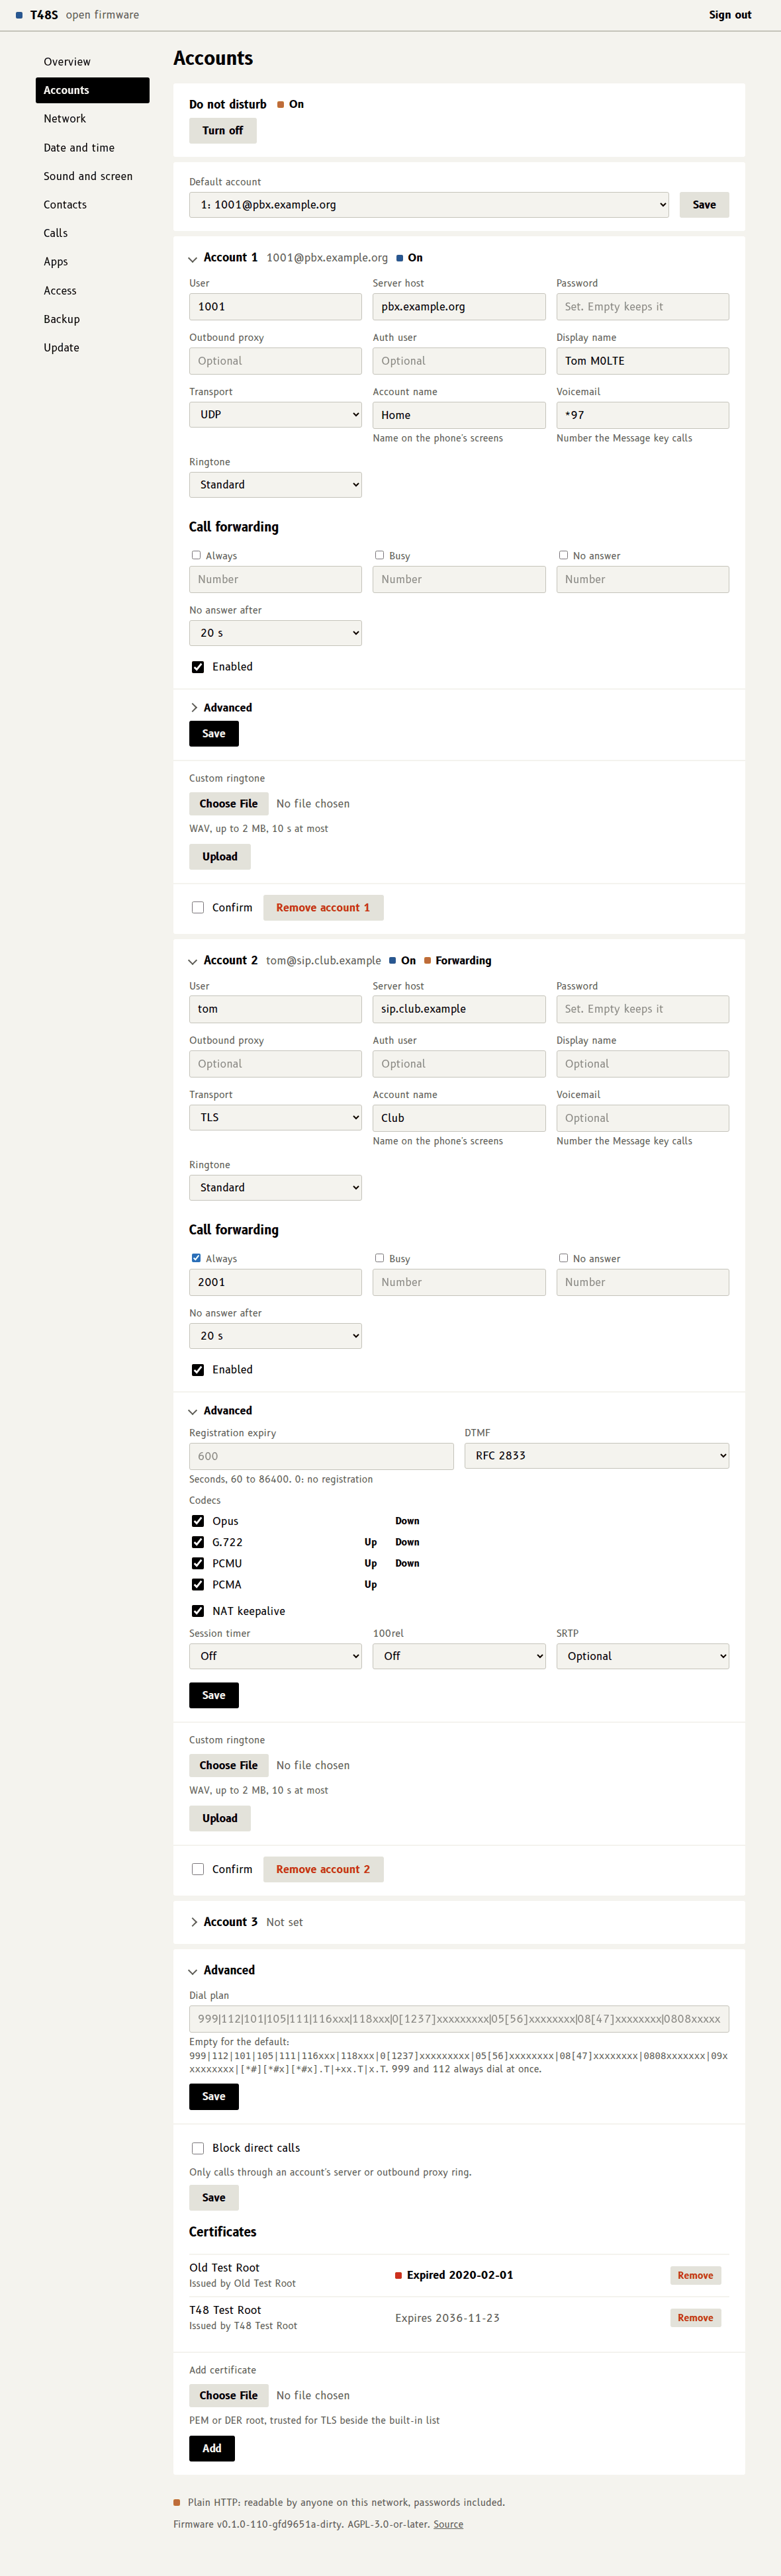 T48S open firmware Sign out
Overview
Accounts
Network
Date and time
Sound and screen
Contacts
Calls
Apps
Access
Backup
Update
Accounts
Do not disturb On
Turn off
Default account
1: 1001@pbx.example.org Save
Account 1 1001@pbx.example.org On
User Server host Password
1001 pbx.example.org Set. Empty keeps it
Outbound proxy Auth user Display name
Optional Optional Tom M0LTE
Transport Account name Voicemail
UDP Home *97
Name on the phone's screens Number the Message key calls
Ringtone
Standard
Call forwarding
Always Busy No answer
Number Number Number
No answer after
20 s
Enabled
Advanced
Save
Custom ringtone
Choose File No file chosen
WAV, up to 2 MB, 10 s at most
Upload
Confirm Remove account 1
Account 2 tom@sip.club.example On Forwarding
User Server host Password
tom sip.club.example Set. Empty keeps it
Outbound proxy Auth user Display name
Optional Optional Optional
Transport Account name Voicemail
TLS Club Optional
Name on the phone's screens Number the Message key calls
Ringtone
Standard
Call forwarding
Always Busy No answer
2001 Number Number
No answer after
20 s
Enabled
Advanced
Registration expiry DTMF
600 RFC 2833
Seconds, 60 to 86400. 0: no registration
Codecs
Opus Down
G.722 Up Down
PCMU Up Down
PCMA Up
NAT keepalive
Session timer 100rel SRTP
Off Off Optional
Save
Custom ringtone
Choose File No file chosen
WAV, up to 2 MB, 10 s at most
Upload
Confirm Remove account 2
Account 3 Not set
Advanced
Dial plan
999|112|101|105|111|116xxx|118xxx|0[1237]xxxxxxxxx|05[56]xxxxxxxx|08[47]xxxxxxxx|0808xxxxx
Empty for the default:
999|112|101|105|111|116xxx|118xxx|0[1237]xxxxxxxxx|05[56]xxxxxxxx|08[47]xxxxxxxx|0808xxxxxxx|09x
xxxxxxxx|[*#][*#x][*#x].T|+xx.T|x.T. 999 and 112 always dial at once.
Save
Block direct calls
Only calls through an account's server or outbound proxy ring.
Save
Certificates
Old Test Root
Issued by Old Test Root
Expired 2020-02-01 Remove
T48 Test Root
Issued by T48 Test Root
Expires 2036-11-23 Remove
Add certificate
Choose File No file chosen
PEM or DER root, trusted for TLS beside the built-in list
Add
Plain HTTP: readable by anyone on this network, passwords included.
Firmware v0.1.0-110-gfd9651a-dirty. AGPL-3.0-or-later. Source